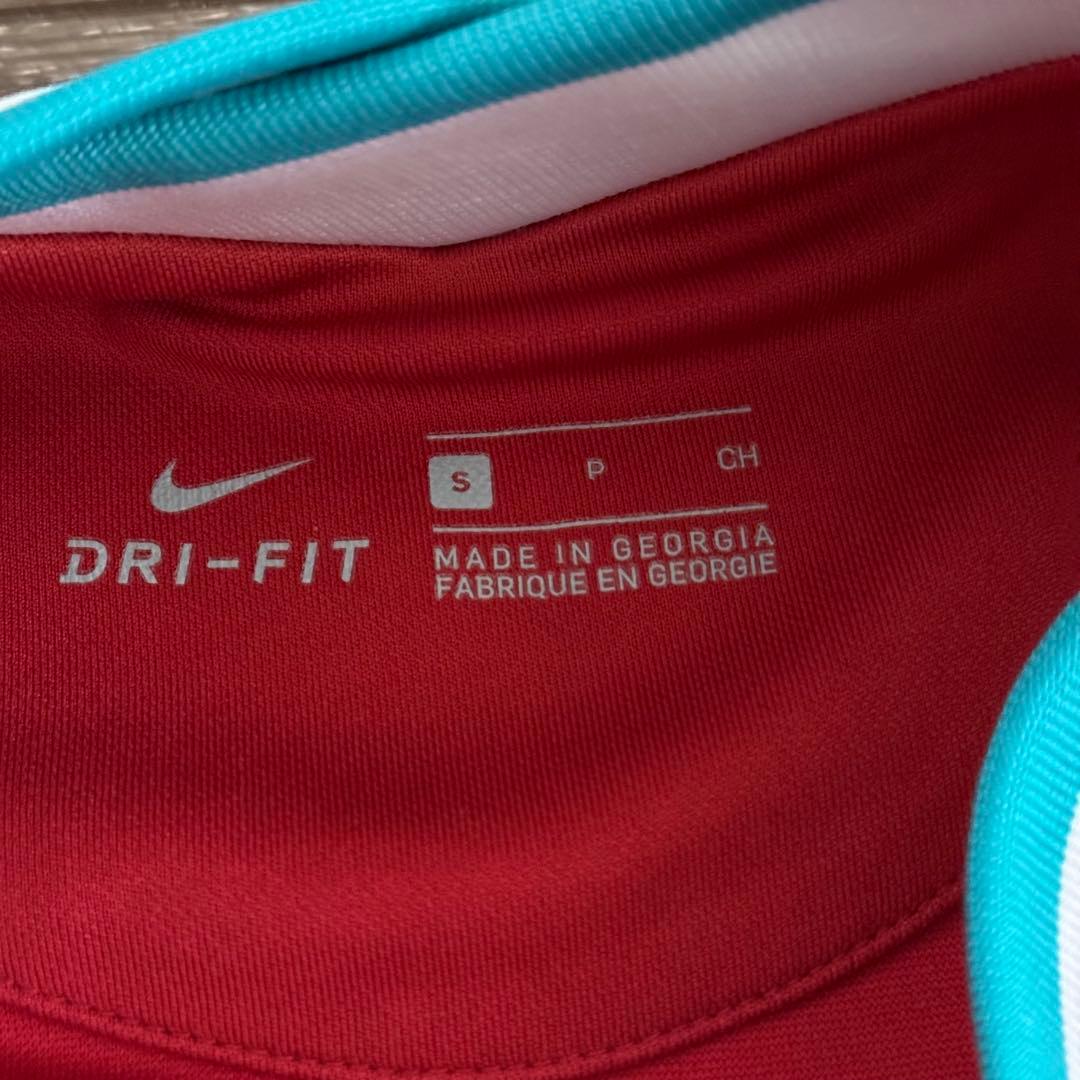 DRI-FIT
S P CH
MADE IN GEORGIA
FABRIQUE EN GEORGIE